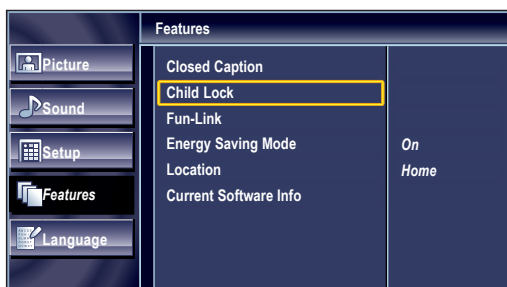 Features
Picture
Sound
Setup
Features
Language
Closed Caption
Child Lock
Fun-Link
Energy Saving Mode On
Location Home
Current Software Info